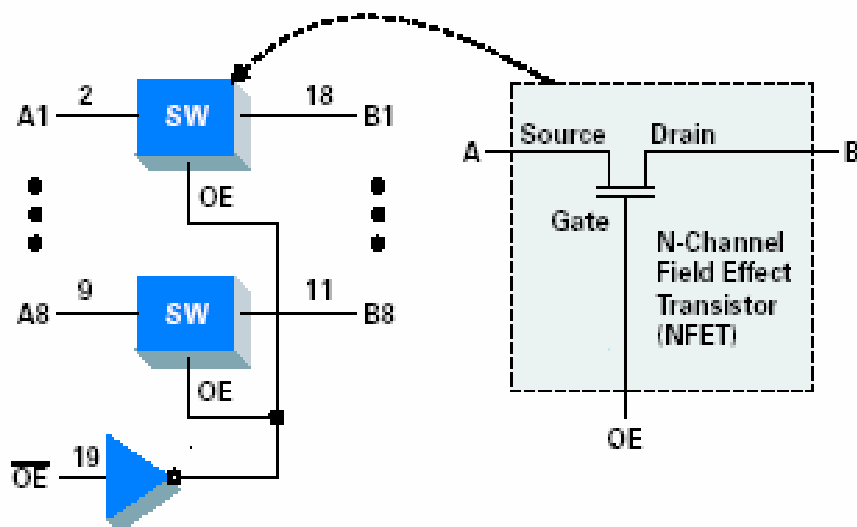 A1 2 SW 18 B1
OE
A8 9 SW 11 B8
OE
OE 19
A Source Drain B
Gate
N-Channel
Field Effect
Transistor
(NFET)
OE